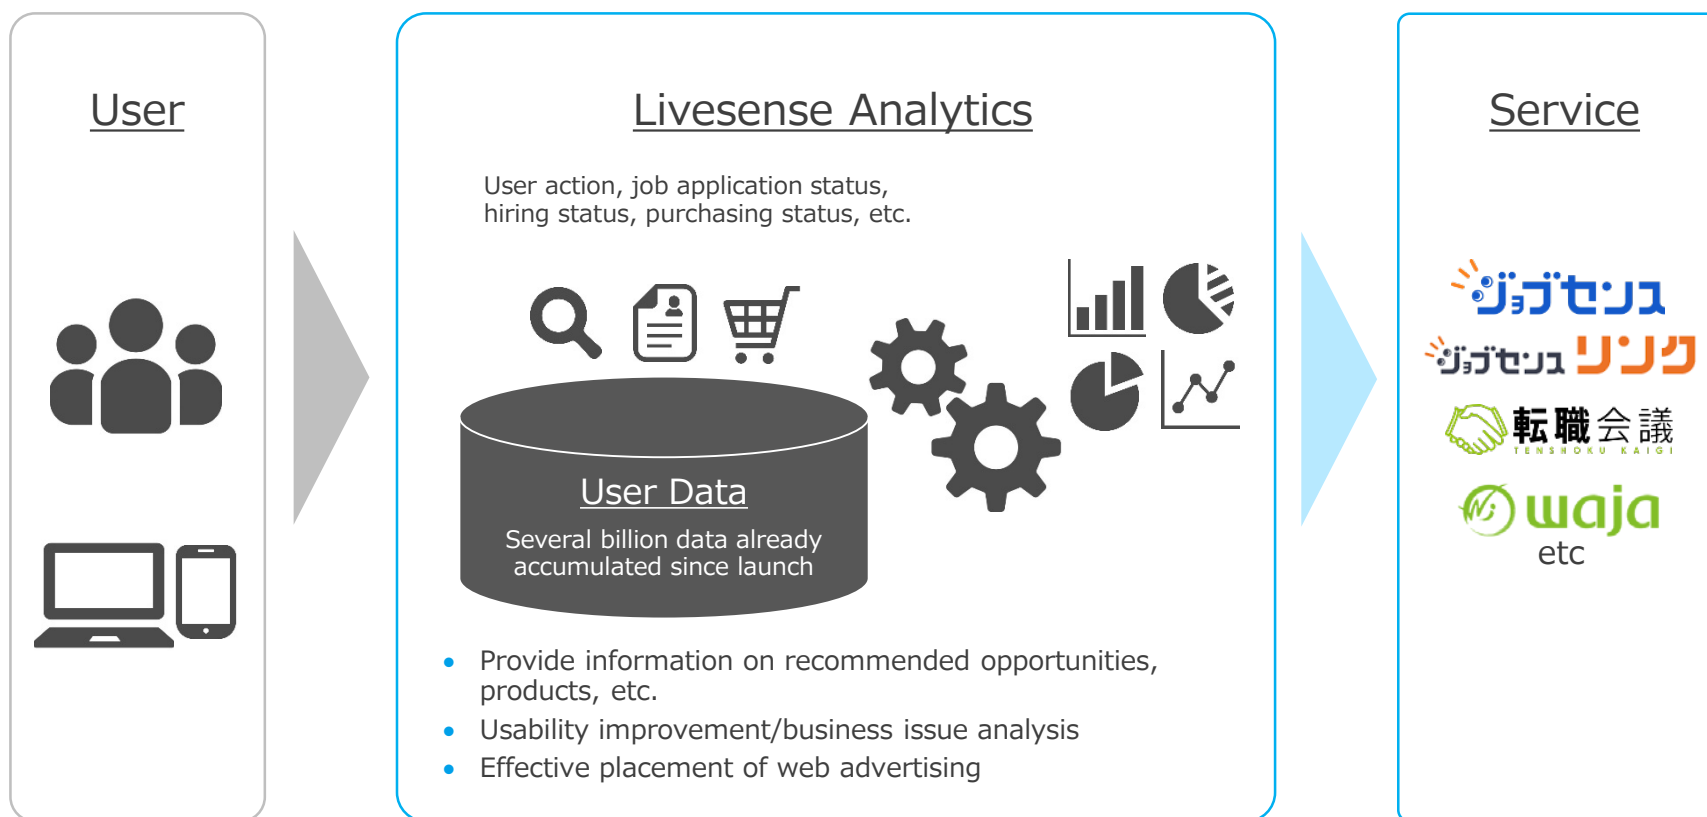 User
Livesense Analytics
User action, job application status,
hiring status, purchasing status, etc.
User Data
Several billion data already
accumulated since launch
• Provide information on recommended opportunities,
products, etc.
• Usability improvement/business issue analysis
• Effective placement of web advertising
Service
ジョブセンス
ジョブセンス リンク
転職会議
TENSHOKU KAIGI
waja
etc